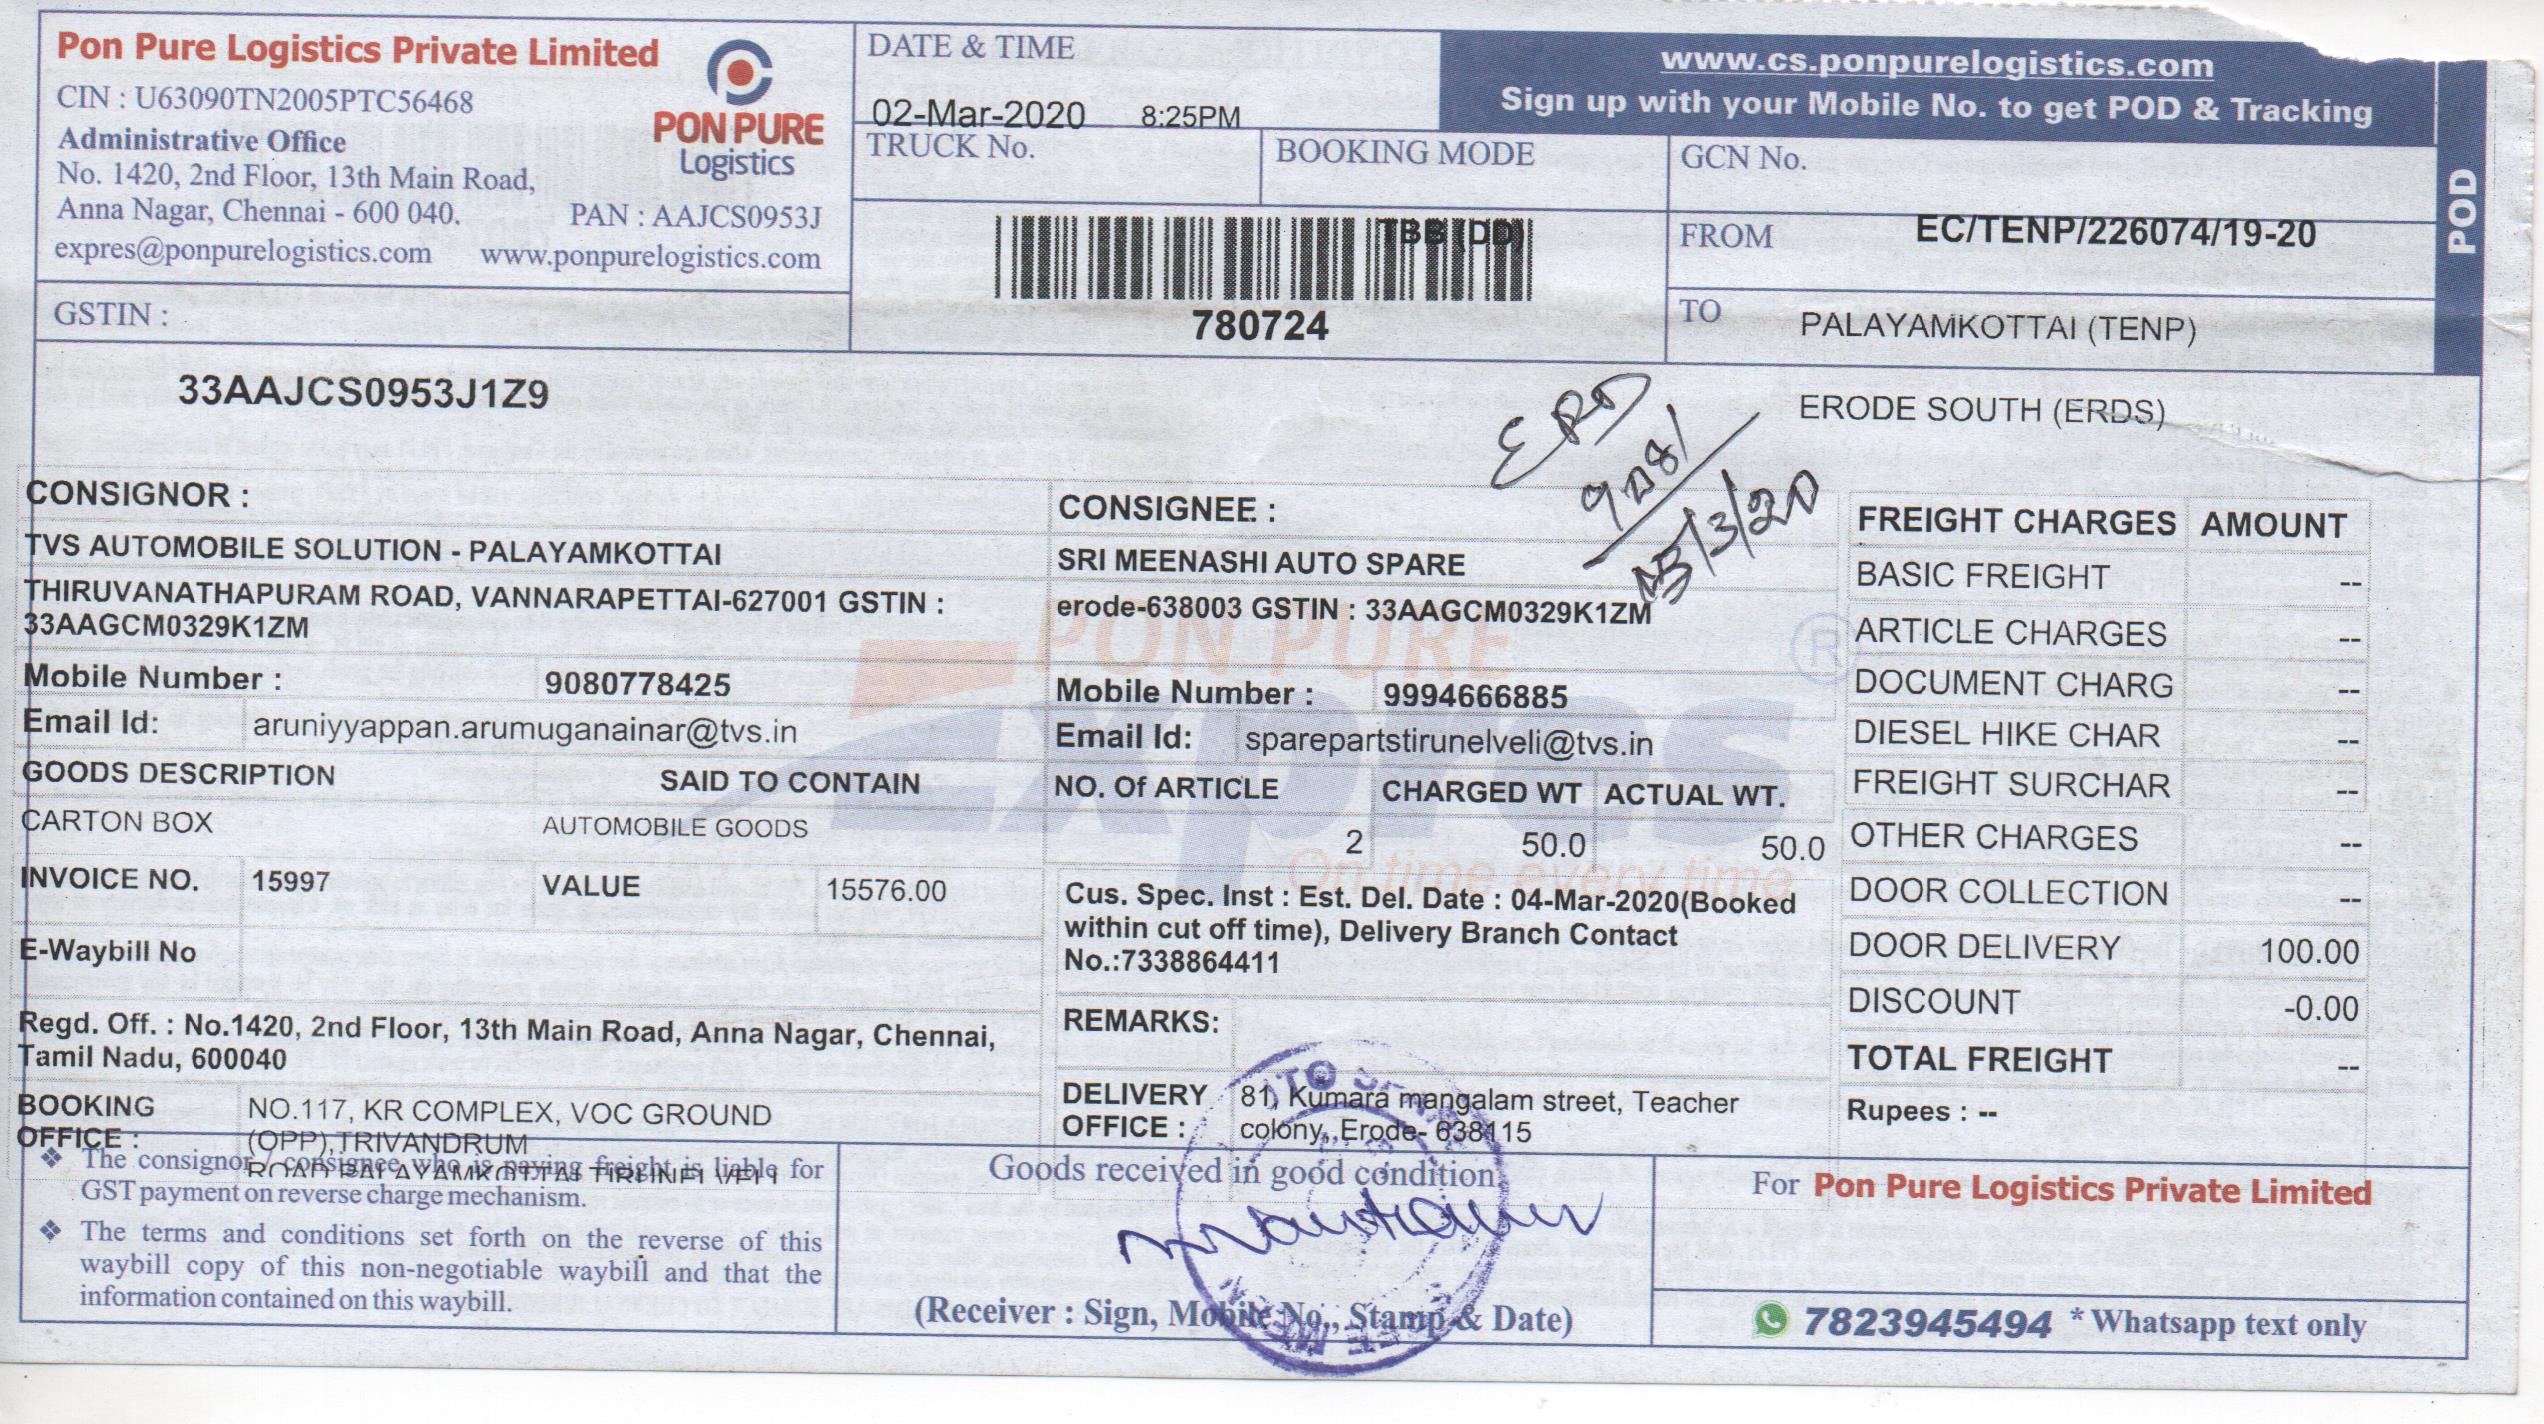 Pon Pure Logistics Private Limited
CIN : U63090TN2005PTC56468
Administrative Office
No. 1420, 2nd Floor, 13th Main Road,
Anna Nagar, Chennai - 600 040.
PAN : AAJCS0953J
expres@ponpurelogistics.com www.ponpurelogistics.com
PON PURE
Logistics
GSTIN :
33AAJCS0953J1Z9
DATE & TIME
02-Mar-2020 8:25PM
www.cs.ponpurelogistics.com
Sign up with your Mobile No. to get POD & Tracking
POD
TRUCK No.
BOOKING MODE
GCN No.
TBB (DD)
780724
FROM
EC/TENP/226074/19-20
TO
PALAYAMKOTTAI (TENP)
ERODE SOUTH (ERDS)
ERD
9081
05/3/20
CONSIGNOR :
TVS AUTOMOBILE SOLUTION - PALAYAMKOTTAI
THIRUVANATHAPURAM ROAD, VANNARAPETTAI-627001 GSTIN :
33AAGCM0329K1ZM
Mobile Number : 9080778425
Email Id: aruniyyappan.arumuganainar@tvs.in
GOODS DESCRIPTION SAID TO CONTAIN
CARTON BOX AUTOMOBILE GOODS
INVOICE NO. 15997 VALUE 15576.00
E-Waybill No
Regd. Off. : No.1420, 2nd Floor, 13th Main Road, Anna Nagar, Chennai,
Tamil Nadu, 600040
BOOKING OFFICE :
NO.117, KR COMPLEX, VOC GROUND
(OPP),TRIVANDRUM
ROAD PALAYAMKOTTAI TIRUNELVELI
CONSIGNEE :
SRI MEENASHI AUTO SPARE
erode-638003 GSTIN : 33AAGCM0329K1ZM
Mobile Number : 9994666885
Email Id: sparepartstirunelveli@tvs.in
NO. Of ARTICLE CHARGED WT ACTUAL WT.
2 50.0 50.0
Cus. Spec. Inst : Est. Del. Date : 04-Mar-2020(Booked
within cut off time), Delivery Branch Contact
No.:7338864411
REMARKS:
DELIVERY OFFICE :
81, Kumara mangalam street, Teacher
colony, Erode- 638115
PON PURE
Expres ®
On time every time
FREIGHT CHARGES AMOUNT
BASIC FREIGHT --
ARTICLE CHARGES --
DOCUMENT CHARG --
DIESEL HIKE CHAR --
FREIGHT SURCHAR --
OTHER CHARGES --
DOOR COLLECTION --
DOOR DELIVERY 100.00
DISCOUNT -0.00
TOTAL FREIGHT --
Rupees : --
❖ The consignor / consignee who is paying freight is liable for
GST payment on reverse charge mechanism.
❖ The terms and conditions set forth on the reverse of this
waybill copy of this non-negotiable waybill and that the
information contained on this waybill.
Goods received in good condition.
(Receiver : Sign, Mobile No., Stamp & Date)
For Pon Pure Logistics Private Limited
7823945494 *Whatsapp text only